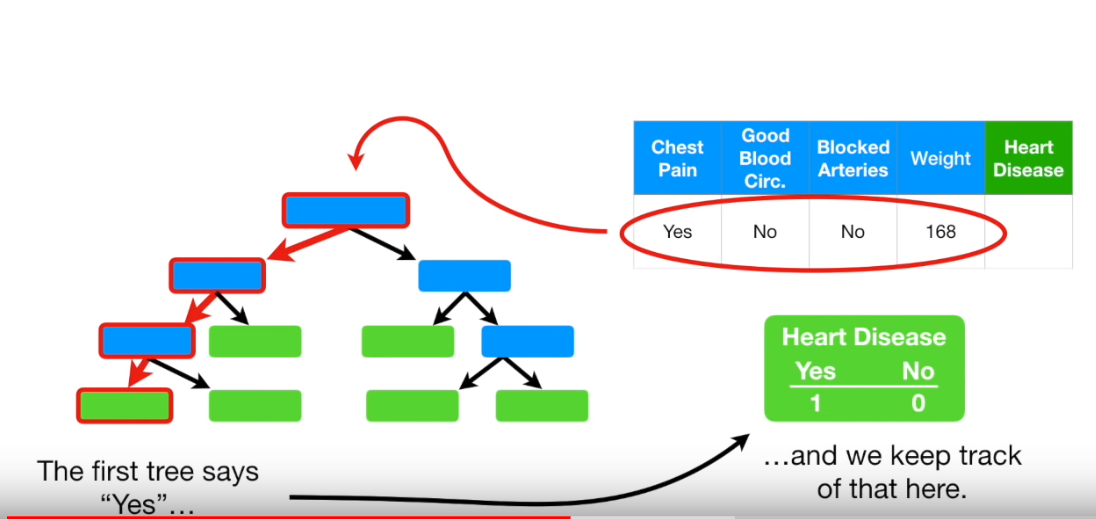 Chest Pain
Good Blood Circ.
Blocked Arteries
Weight
Heart Disease
Yes No No 168
Heart Disease
Yes No
1 0
The first tree says
“Yes”…
…and we keep track
of that here.